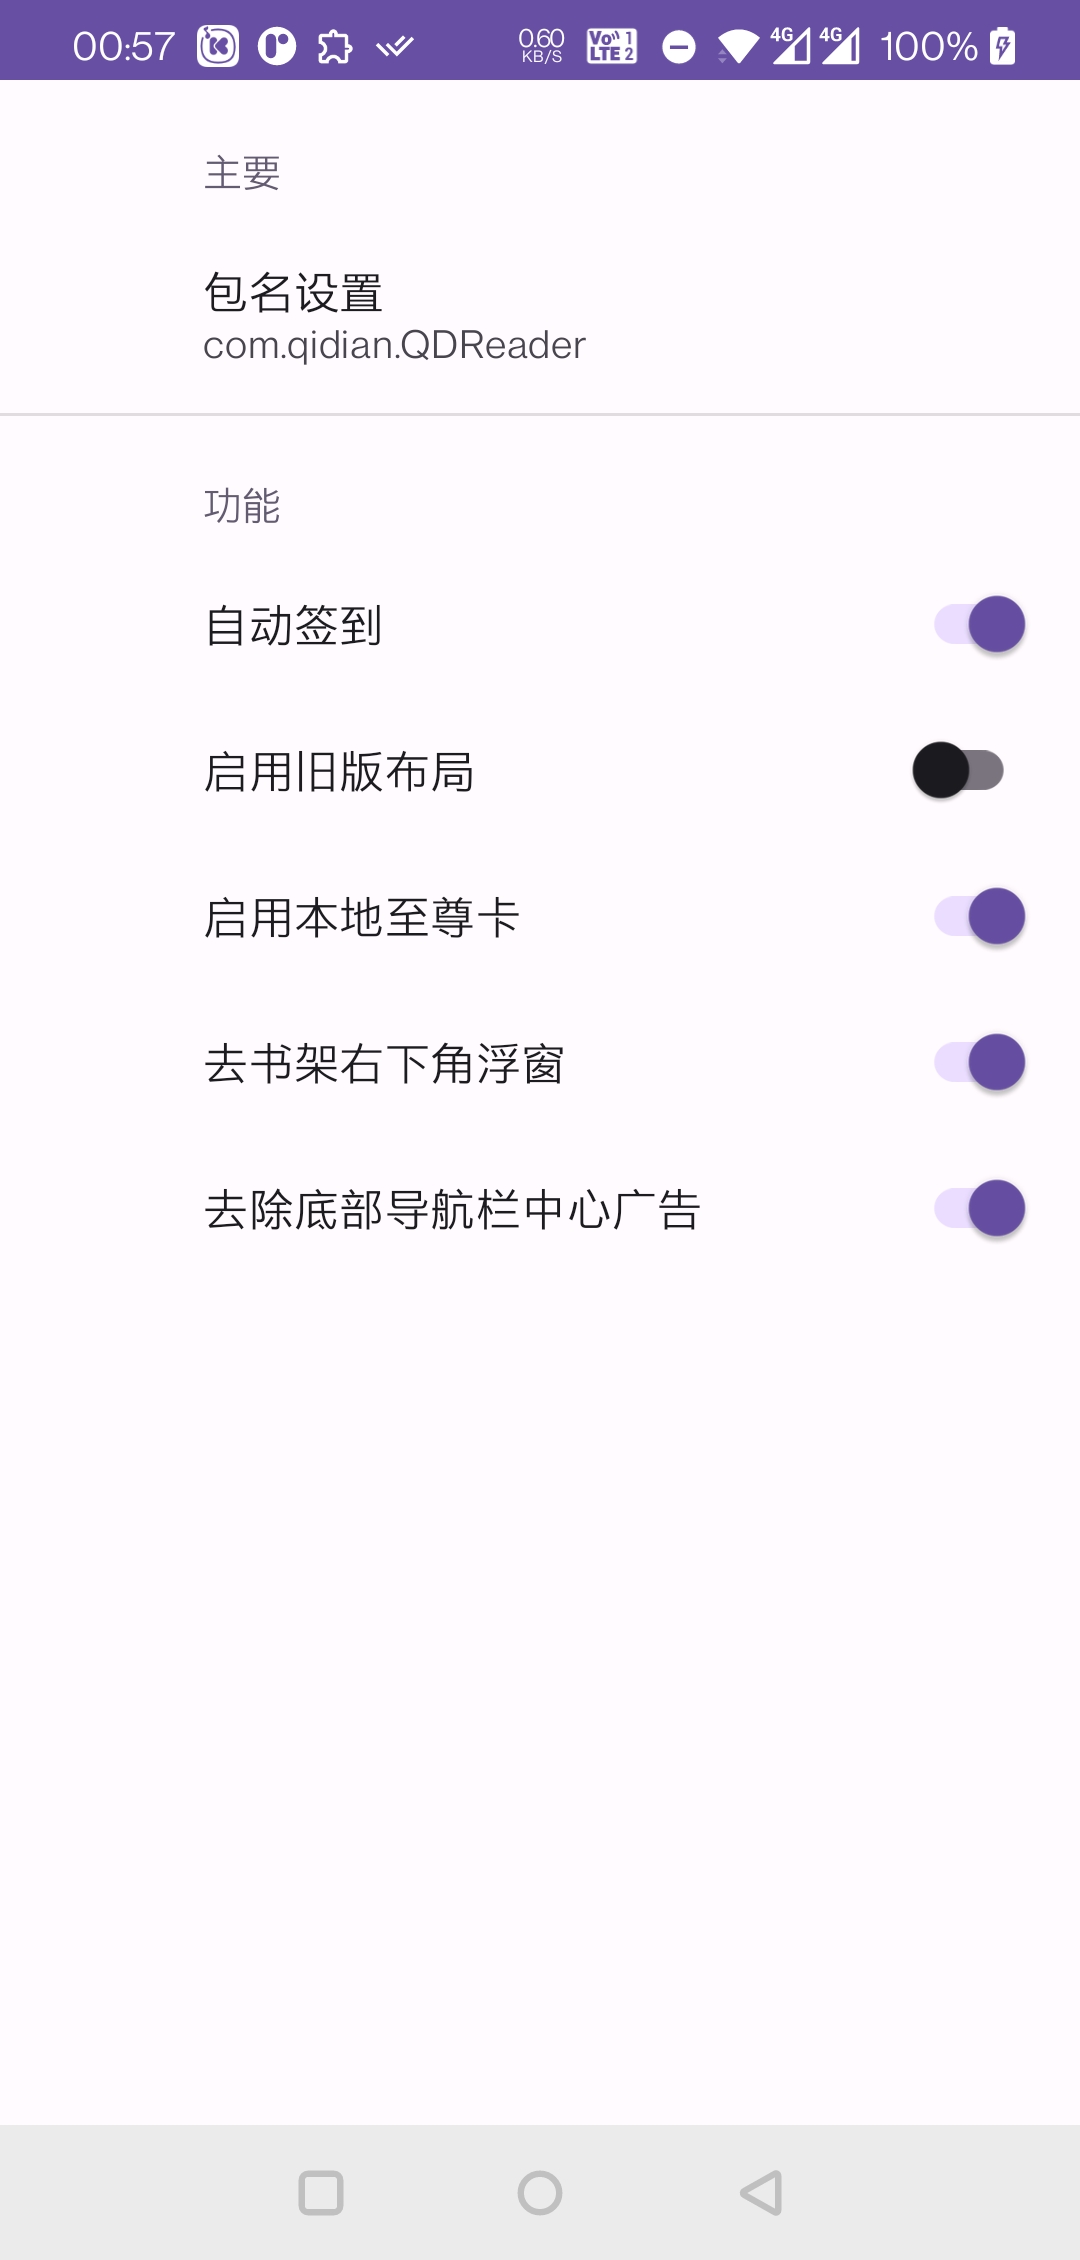 00:57
0.60
KB/S
Vo 1
LTE 2
4G
4G
100%
主要
包名设置
com.qidian.QDReader
功能
自动签到
启用旧版布局
启用本地至尊卡
去书架右下角浮窗
去除底部导航栏中心广告